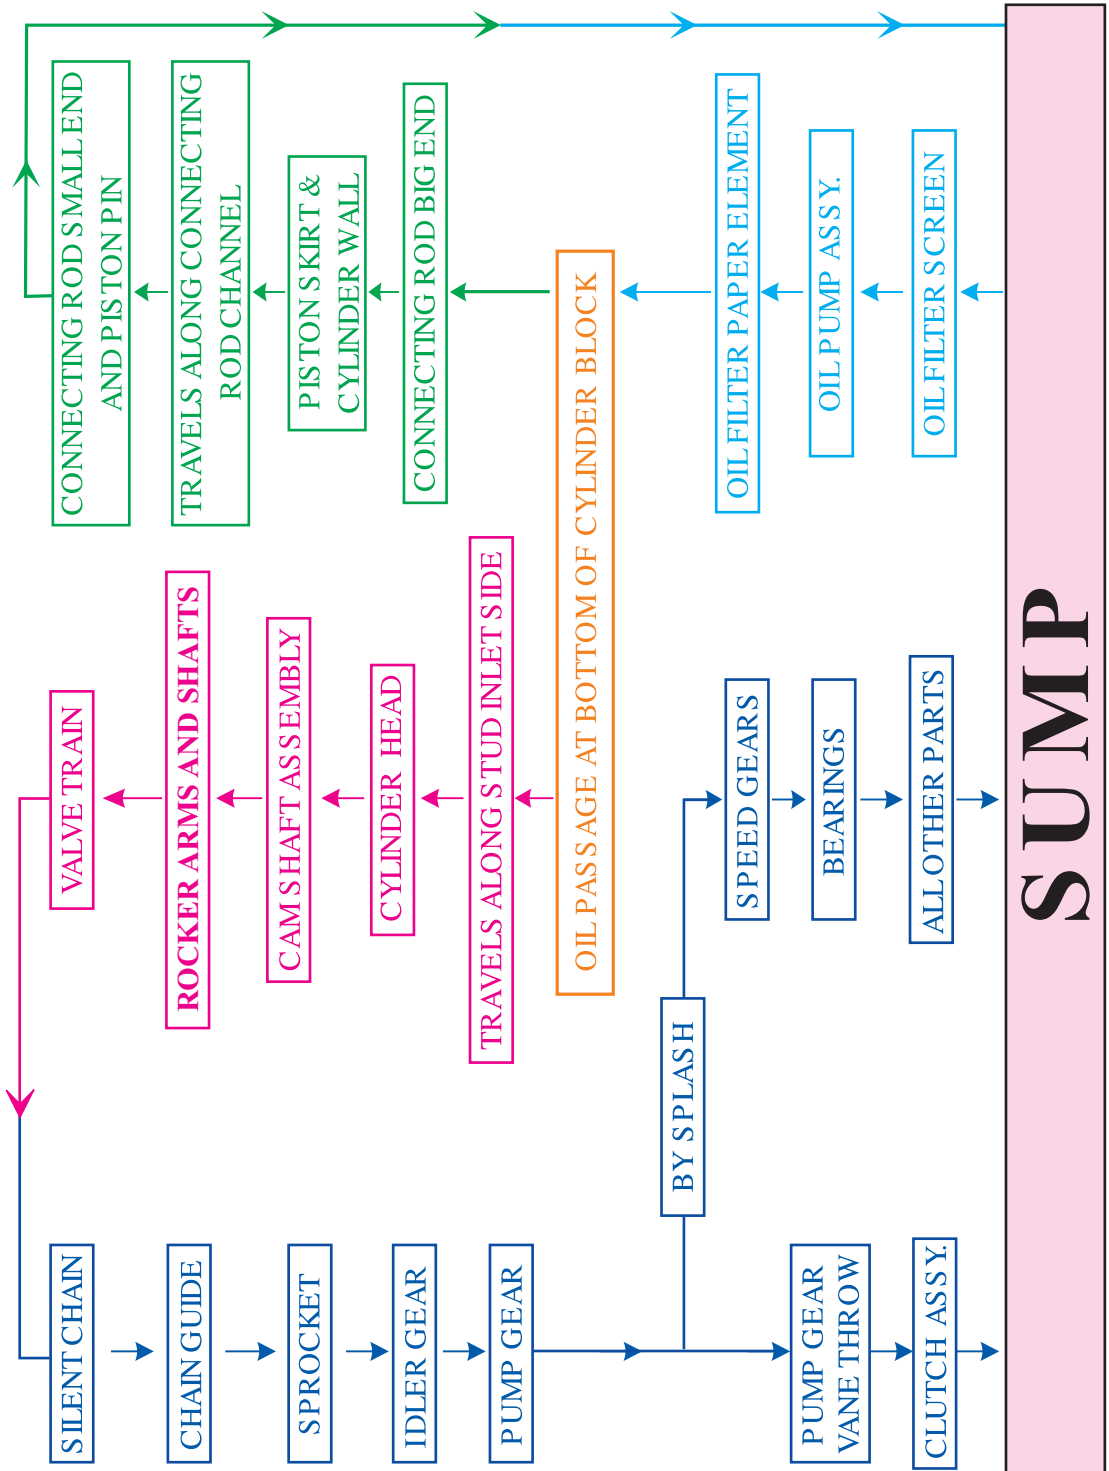 SILENT CHAIN
CHAIN GUIDE
SPROCKET
IDLER GEAR
PUMP GEAR
PUMP GEAR
VANE THROW
CLUTCH ASSY.
BY SPLASH
SPEED GEARS
BEARINGS
ALL OTHER PARTS
VALVE TRAIN
ROCKER ARMS AND SHAFTS
CAM SHAFT ASSEMBLY
CYLINDER HEAD
TRAVELS ALONG STUD INLET SIDE
OIL PASSAGE AT BOTTOM OF CYLINDER BLOCK
CONNECTING ROD SMALL END
AND PISTON PIN
TRAVELS ALONG CONNECTING
ROD CHANNEL
PISTON SKIRT &
CYLINDER WALL
CONNECTING ROD BIG END
OIL FILTER PAPER ELEMENT
OIL PUMP ASSY.
OIL FILTER SCREEN
SUMP